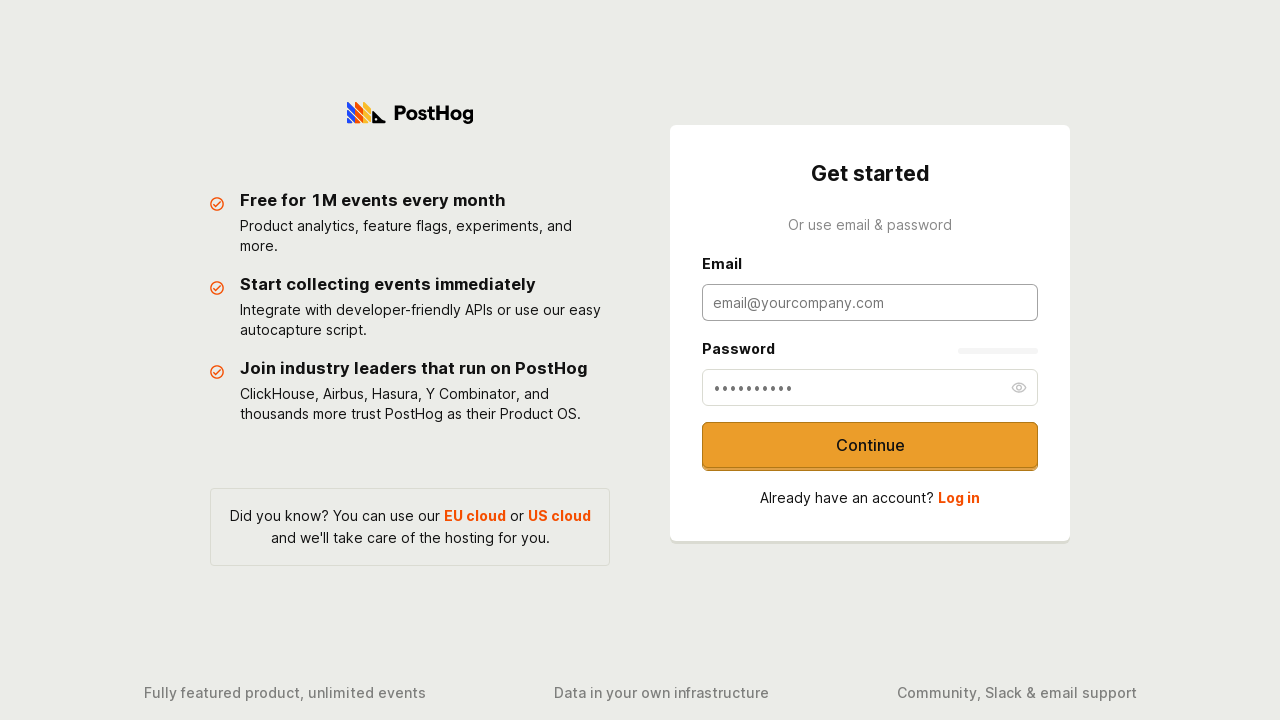 PostHog
Free for 1M events every month
Product analytics, feature flags, experiments, and
more.
Start collecting events immediately
Integrate with developer-friendly APIs or use our easy
autocapture script.
Join industry leaders that run on PostHog
ClickHouse, Airbus, Hasura, Y Combinator, and
thousands more trust PostHog as their Product OS.
Did you know? You can use our EU cloud or US cloud
and we'll take care of the hosting for you.
Get started
Or use email & password
Email
email@yourcompany.com
Password
••••••••••
Continue
Already have an account? Log in
Fully featured product, unlimited events
Data in your own infrastructure
Community, Slack & email support